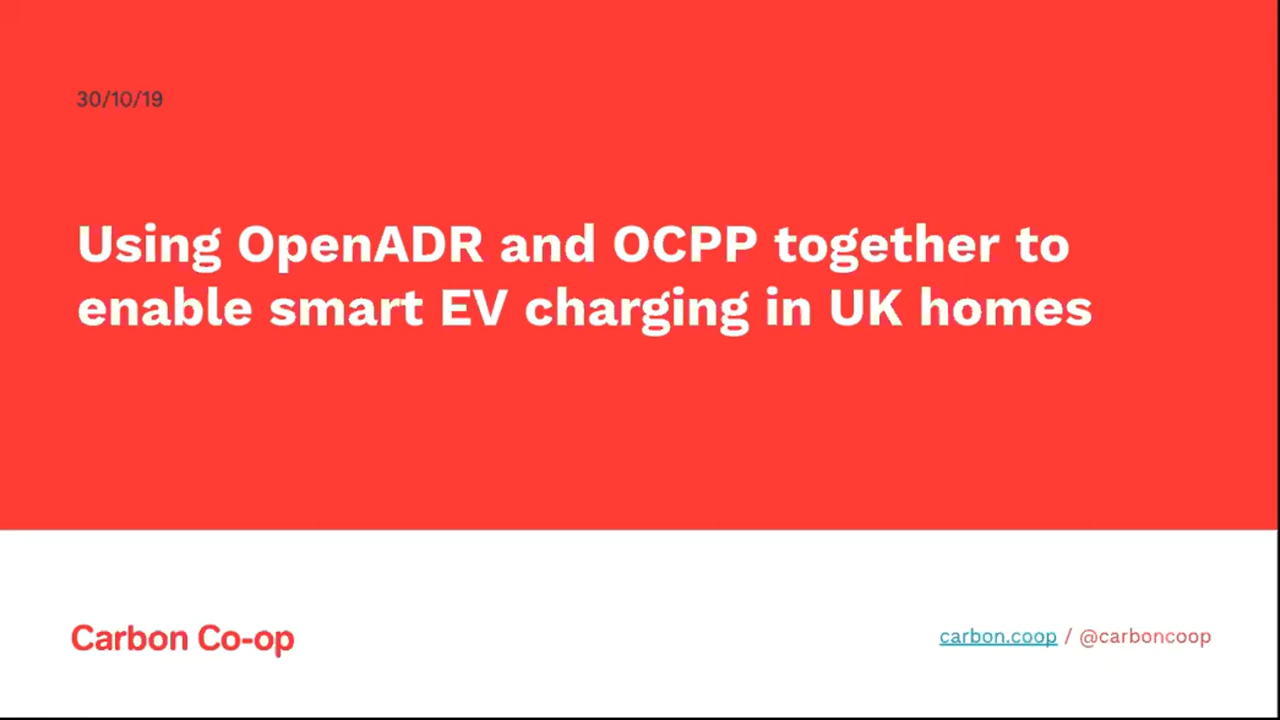 30/10/19
Using OpenADR and OCPP together to
enable smart EV charging in UK homes
Carbon Co-op
carbon.coop / @carboncoop